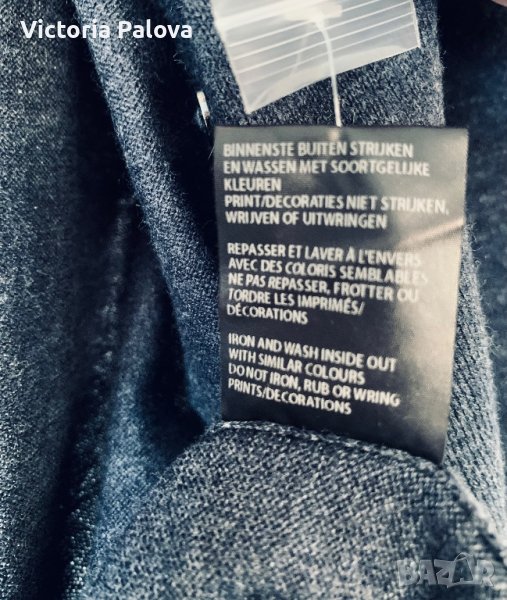 Victoria Palova
BINNENSTE BUITEN STRIJKEN
EN WASSEN MET SOORTGELIJKE
KLEUREN
PRINT/DECORATIES NIET STRIJKEN,
WRIJVEN OF UITWRINGEN
REPASSER ET LAVER À L'ENVERS
AVEC DES COLORIS SEMBLABLES
NE PAS REPASSER, FROTTER OU
TORDRE LES IMPRIMÉS/
DÉCORATIONS
IRON AND WASH INSIDE OUT
WITH SIMILAR COLOURS
DO NOT IRON, RUB OR WRING
PRINTS/DECORATIONS
BAZAR